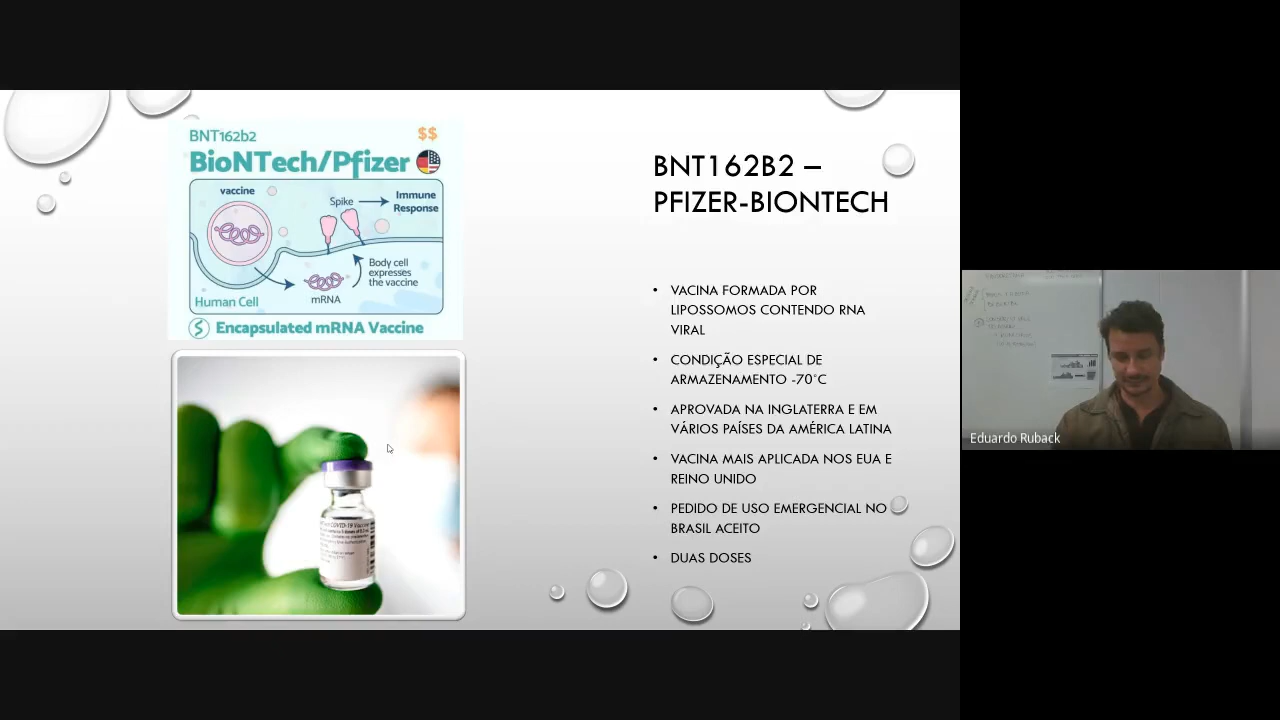 BNT162b2
$$
BioNTech/Pfizer
vaccine
Spike
Immune
Response
Body cell
expresses
the vaccine
mRNA
Human Cell
Encapsulated mRNA Vaccine
BNT162B2 –
PFIZER-BIONTECH
• VACINA FORMADA POR
LIPOSSOMOS CONTENDO RNA
VIRAL
• CONDIÇÃO ESPECIAL DE
ARMAZENAMENTO -70°C
• APROVADA NA INGLATERRA E EM
VÁRIOS PAÍSES DA AMÉRICA LATINA
• VACINA MAIS APLICADA NOS EUA E
REINO UNIDO
• PEDIDO DE USO EMERGENCIAL NO
BRASIL ACEITO
• DUAS DOSES
COVID-19 Vaccine
Eduardo Ruback